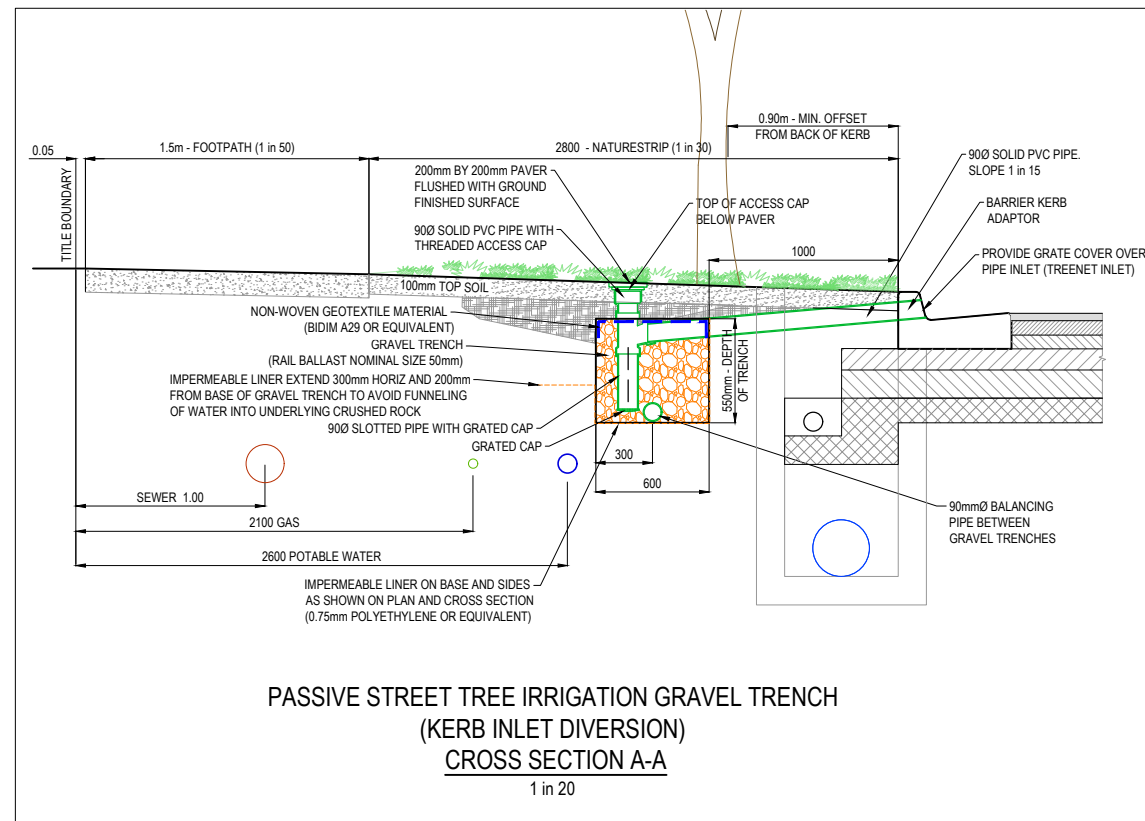 0.90m - MIN. OFFSET
FROM BACK OF KERB
0.05
1.5m - FOOTPATH (1 in 50)
2800 - NATURESTRIP (1 in 30)
TITLE BOUNDARY
200mm BY 200mm PAVER
FLUSHED WITH GROUND
FINISHED SURFACE
90Ø SOLID PVC PIPE.
SLOPE 1 in 15
TOP OF ACCESS CAP
BELOW PAVER
BARRIER KERB
ADAPTOR
90Ø SOLID PVC PIPE WITH
THREADED ACCESS CAP
1000
PROVIDE GRATE COVER OVER
PIPE INLET (TREENET INLET)
100mm TOP SOIL
NON-WOVEN GEOTEXTILE MATERIAL
(BIDIM A29 OR EQUIVALENT)
GRAVEL TRENCH
(RAIL BALLAST NOMINAL SIZE 50mm)
550mm - DEPTH
OF TRENCH
IMPERMEABLE LINER EXTEND 300mm HORIZ AND 200mm
FROM BASE OF GRAVEL TRENCH TO AVOID FUNNELING
OF WATER INTO UNDERLYING CRUSHED ROCK
90Ø SLOTTED PIPE WITH GRATED CAP
GRATED CAP
300
600
SEWER 1.00
2100 GAS
2600 POTABLE WATER
90mmØ BALANCING
PIPE BETWEEN
GRAVEL TRENCHES
IMPERMEABLE LINER ON BASE AND SIDES
AS SHOWN ON PLAN AND CROSS SECTION
(0.75mm POLYETHYLENE OR EQUIVALENT)
PASSIVE STREET TREE IRRIGATION GRAVEL TRENCH
(KERB INLET DIVERSION)
CROSS SECTION A-A
1 in 20